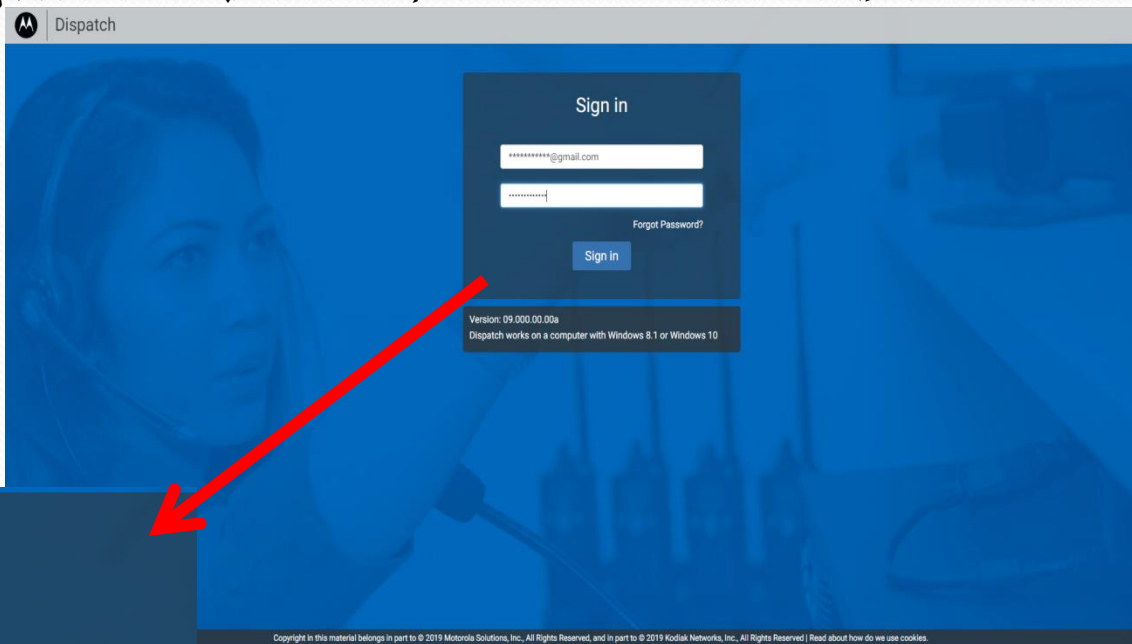 Dispatch
Sign in
***********@gmail.com
Forgot Password?
Sign in
Version: 09.000.00.00a
Dispatch works on a computer with Windows 8.1 or Windows 10
Copyright in this material belongs in part to © 2019 Motorola Solutions, Inc., All Rights Reserved, and in part to © 2019 Kodiak Networks, Inc., All Rights Reserved | Read about how do we use cookies.